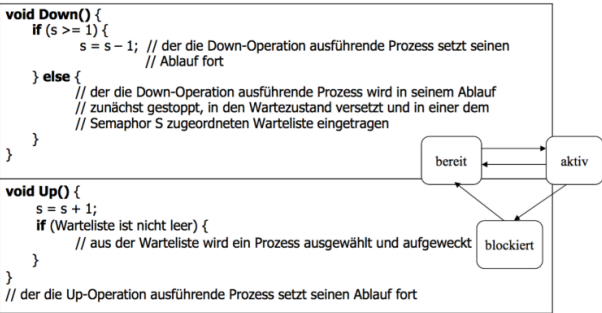 void Down() {
if (s >= 1) {
s = s – 1; // der die Down-Operation ausführende Prozess setzt seinen
// Ablauf fort
} else {
// der die Down-Operation ausführende Prozess wird in seinem Ablauf
// zunächst gestoppt, in den Wartezustand versetzt und in einer dem
// Semaphor S zugeordneten Warteliste eingetragen
}
}
bereit
aktiv
void Up() {
s = s + 1;
if (Warteliste ist nicht leer) {
// aus der Warteliste wird ein Prozess ausgewählt und aufgeweckt
blockiert
}
}
// der die Up-Operation ausführende Prozess setzt seinen Ablauf fort